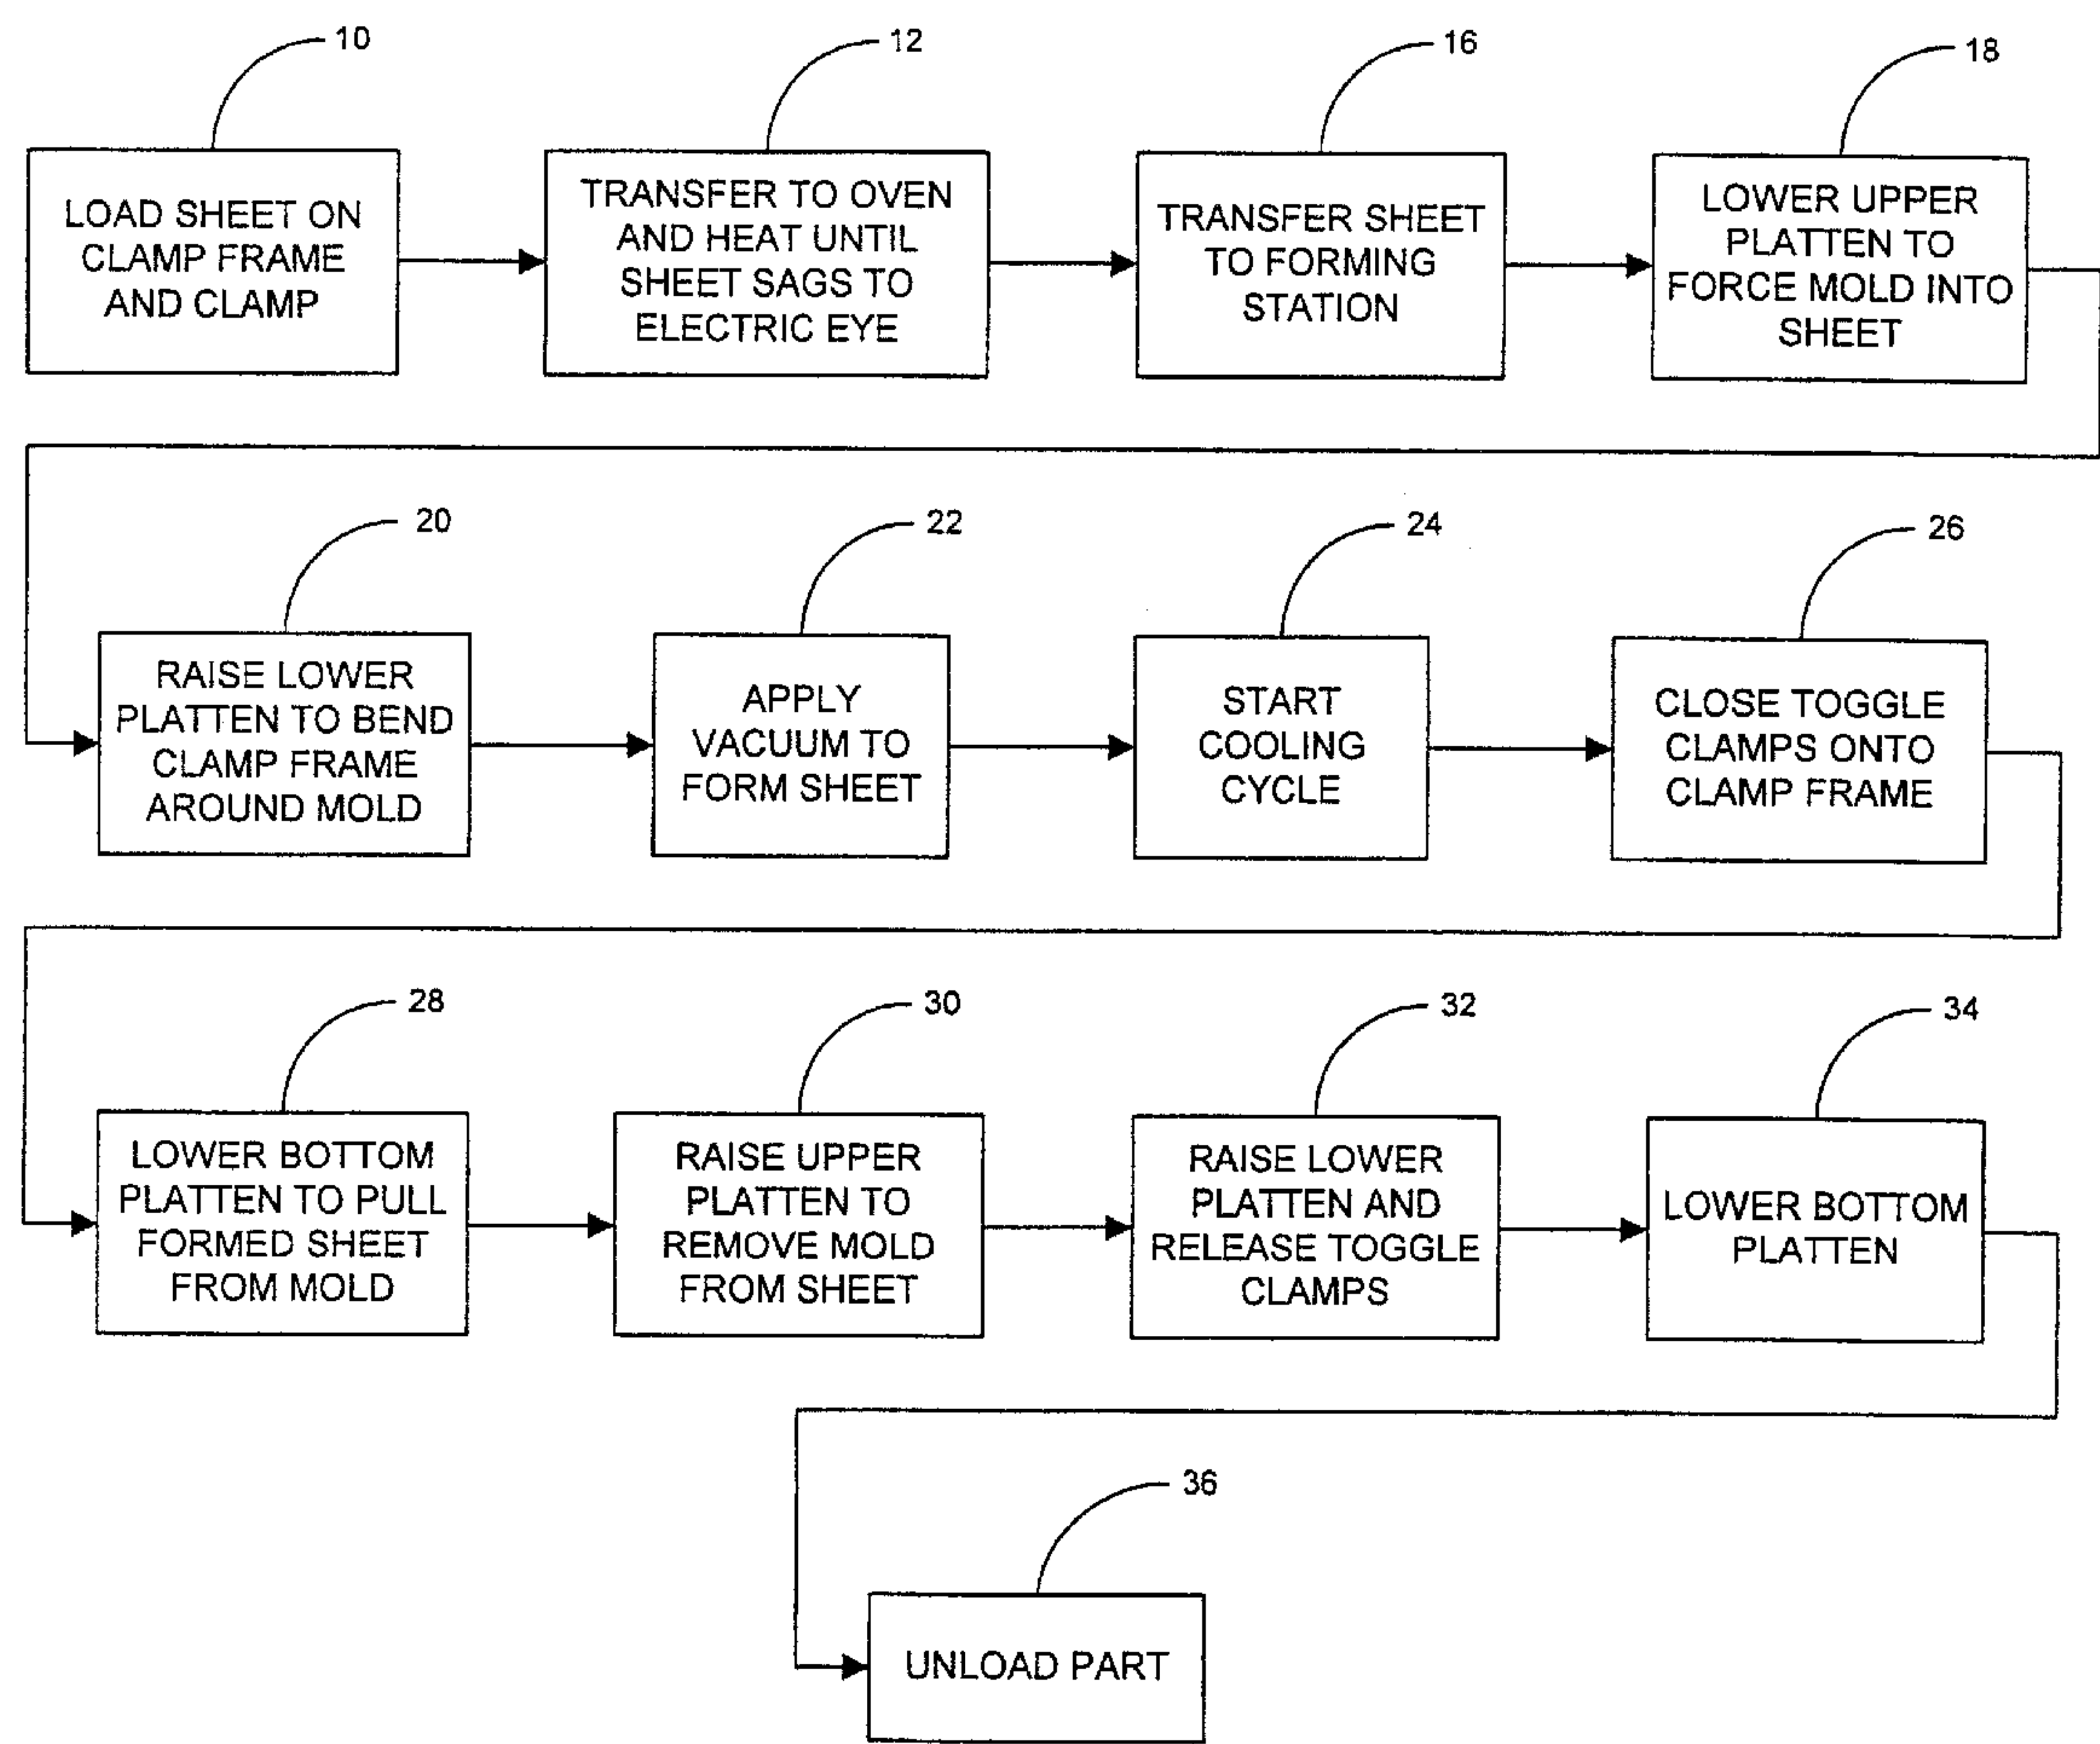 10
12
16
18
LOAD SHEET ON
CLAMP FRAME
AND CLAMP
TRANSFER TO OVEN
AND HEAT UNTIL
SHEET SAGS TO
ELECTRIC EYE
TRANSFER SHEET
TO FORMING
STATION
LOWER UPPER
PLATTEN TO
FORCE MOLD INTO
SHEET
20
22
24
26
RAISE LOWER
PLATTEN TO BEND
CLAMP FRAME
AROUND MOLD
APPLY
VACUUM TO
FORM SHEET
START
COOLING
CYCLE
CLOSE TOGGLE
CLAMPS ONTO
CLAMP FRAME
28
30
32
34
LOWER BOTTOM
PLATTEN TO PULL
FORMED SHEET
FROM MOLD
RAISE UPPER
PLATTEN TO
REMOVE MOLD
FROM SHEET
RAISE LOWER
PLATTEN AND
RELEASE TOGGLE
CLAMPS
LOWER BOTTOM
PLATTEN
36
UNLOAD PART